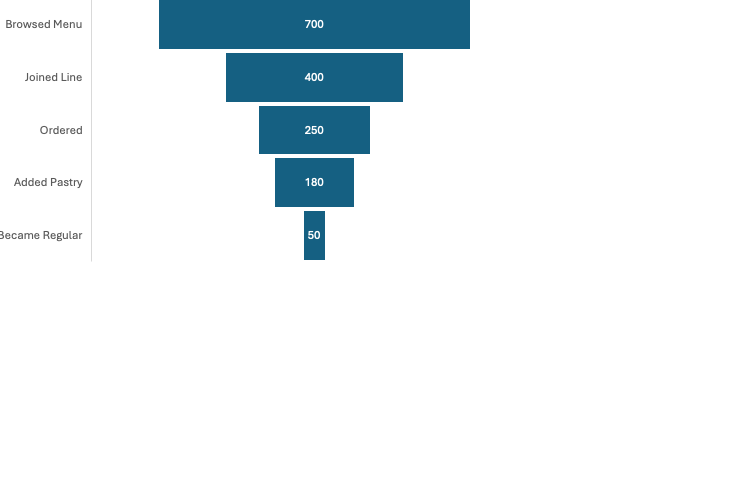 Browsed Menu 700
Joined Line 400
Ordered 250
Added Pastry 180
Became Regular 50